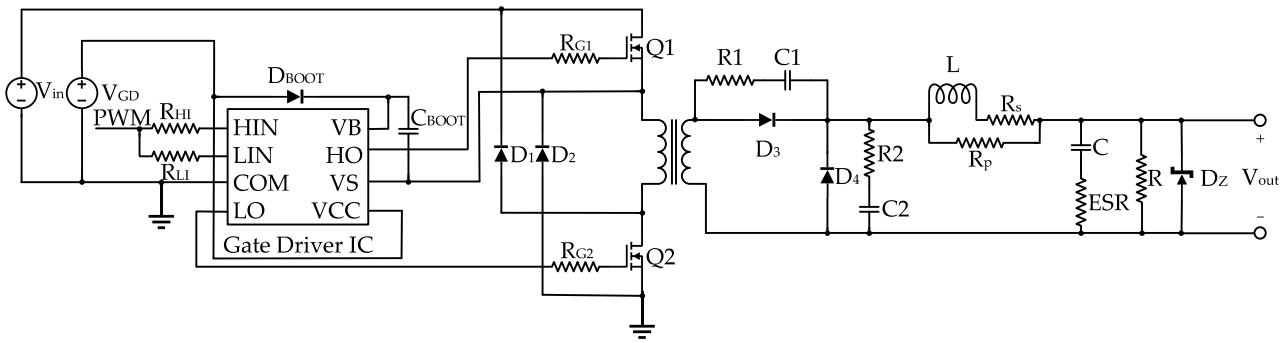 Vin
VGD
PWM
RHI
RLI
DBOOT
CBOOT
HIN VB
LIN HO
COM VS
LO VCC
Gate Driver IC
D1
D2
RG1
Q1
RG2
Q2
R1
C1
D3
D4
R2
C2
L
Rs
Rp
C
ESR
R
DZ
+
Vout
−